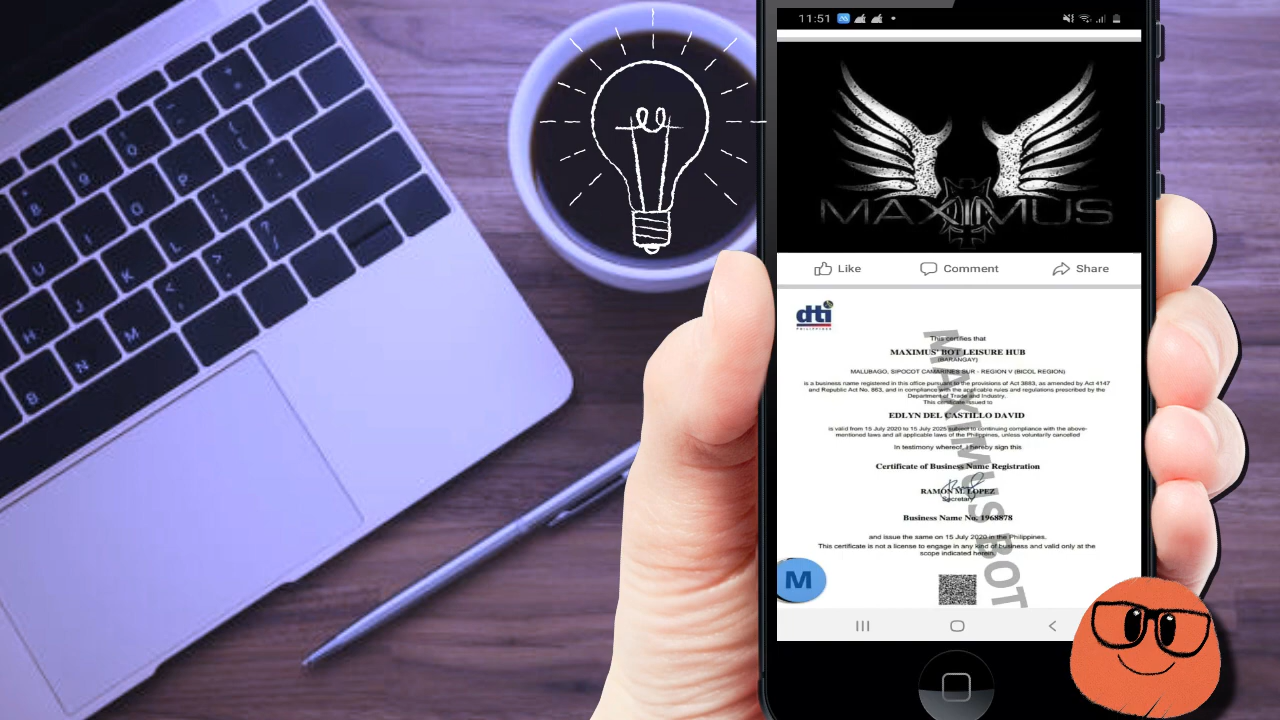 11:51
MAXIMUS
Like
Comment
Share
dti
PHILIPPINES
This certifies that
MAXIMUS' BOT LEISURE HUB
(BARANGAY)
MALUBAGO, SIPOCOT CAMARINES SUR - REGION V (BICOL REGION)
is a business name registered in this office pursuant to the provisions of Act 3883, as amended by Act 4147
and Republic Act No. 863, and in compliance with the applicable rules and regulations prescribed by the
Department of Trade and Industry.
This certificate issued to
EDLYN DEL CASTILLO DAVID
is valid from 15 July 2020 to 15 July 2025 subject to continuing compliance with the above-
mentioned laws and all applicable laws of the Philippines, unless voluntarily cancelled
In testimony whereof, I hereby sign this
Certificate of Business Name Registration
RAMON M. LOPEZ
Secretary
Business Name No. 1968878
and issue the same on 15 July 2020 in the Philippines.
This certificate is not a license to engage in any kind of business and valid only at the
scope indicated herein.
MAXIMUS BOT
M
9
0
P
O
I
U
L
K
J
H
M
N
B